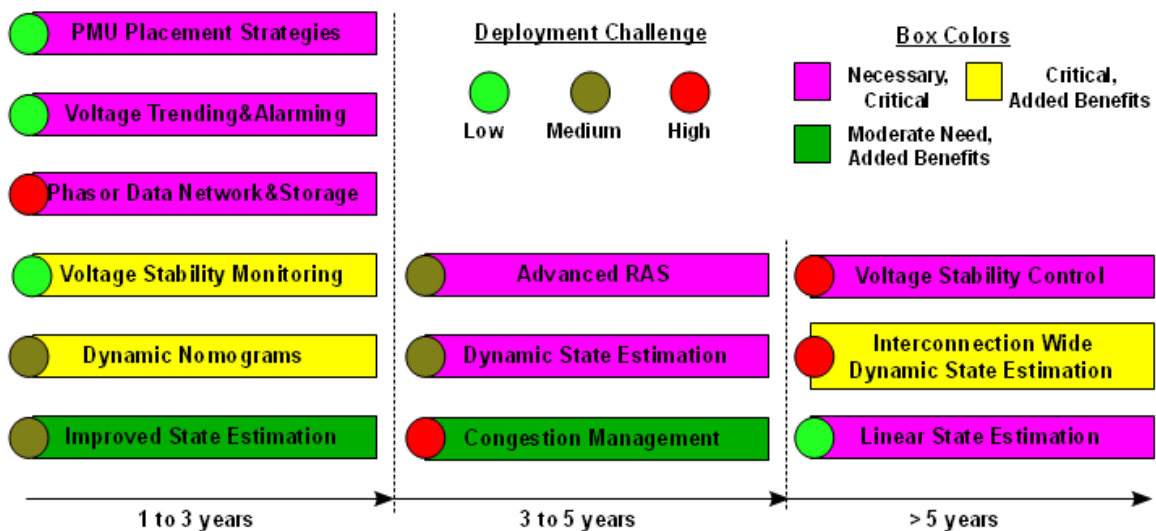 PMU Placement Strategies
Voltage Trending&Alarming
Phasor Data Network&Storage
Voltage Stability Monitoring
Dynamic Nomograms
Improved State Estimation
1 to 3 years
Deployment Challenge
Low
Medium
High
Advanced RAS
Dynamic State Estimation
Congestion Management
3 to 5 years
Box Colors
Necessary,
Critical
Critical,
Added Benefits
Moderate Need,
Added Benefits
Voltage Stability Control
Interconnection Wide
Dynamic State Estimation
Linear State Estimation
> 5 years